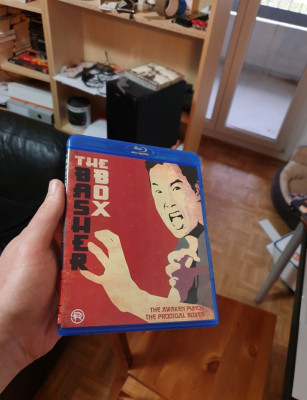 THE
BASHER
BOX
THE AWAKEN PUNCH
THE PRODIGAL BOXER